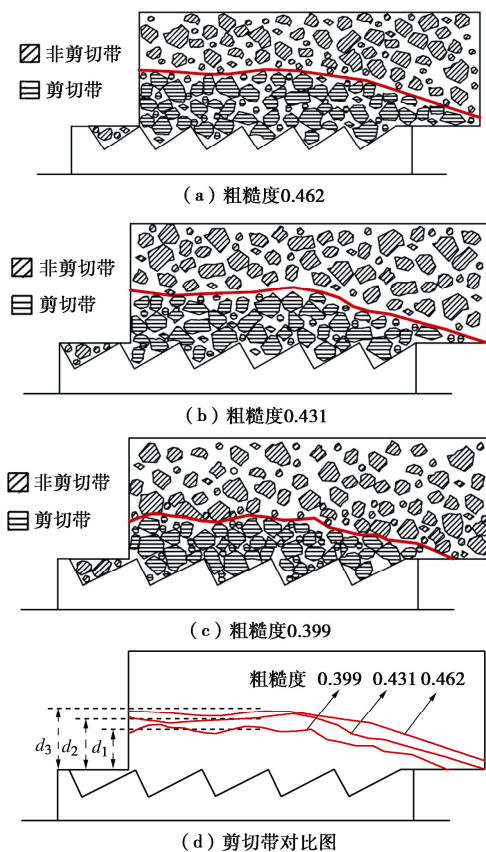 非剪切带
剪切带
(a)粗糙度0.462
非剪切带
剪切带
(b)粗糙度0.431
非剪切带
剪切带
(c)粗糙度0.399
粗糙度 0.399 0.431 0.462
d3 d2 d1
(d)剪切带对比图